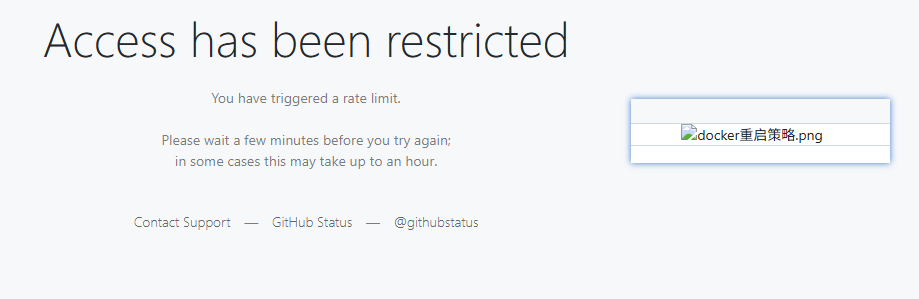 Access has been restricted
You have triggered a rate limit.
Please wait a few minutes before you try again;
in some cases this may take up to an hour.
Contact Support — GitHub Status — @githubstatus
docker重启策略.png